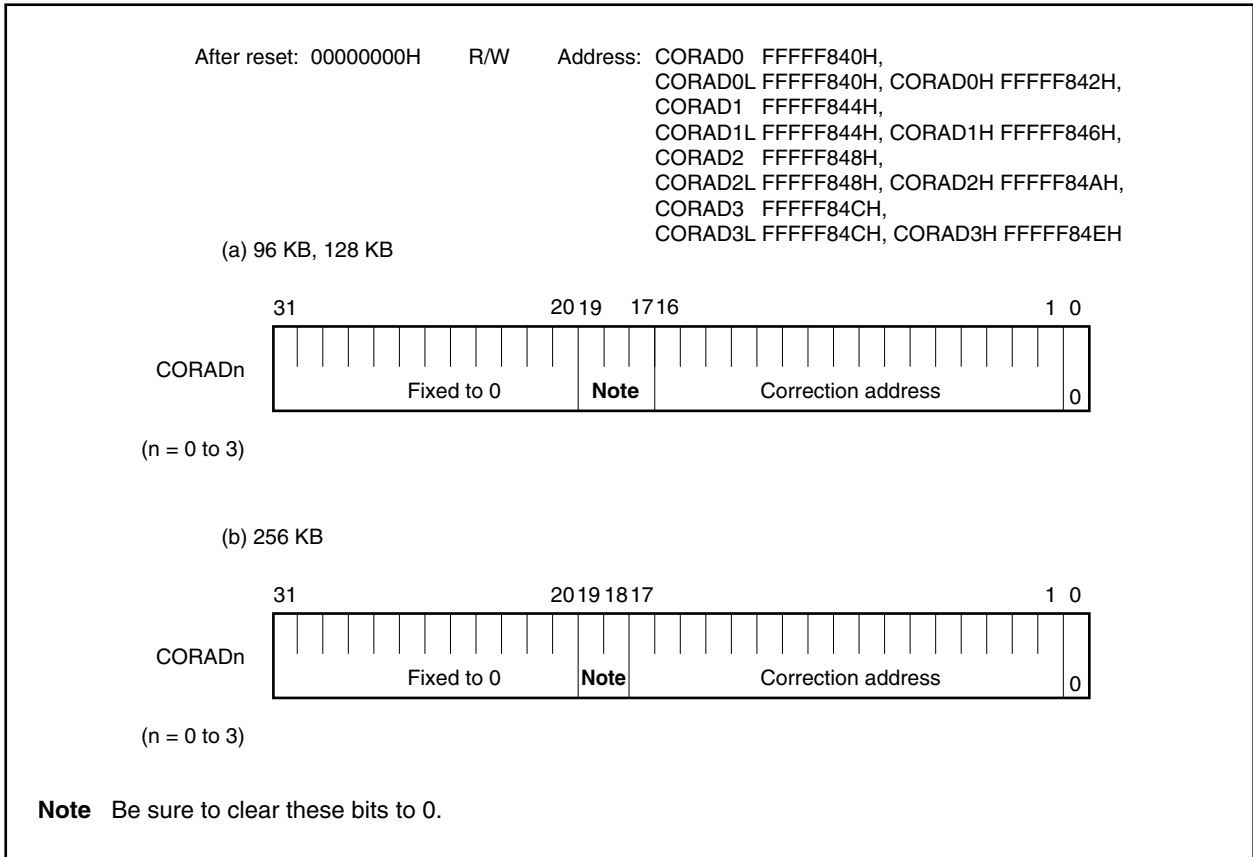 After reset: 00000000H R/W Address: CORAD0 FFFFF840H,
CORAD0L FFFFF840H, CORAD0H FFFFF842H,
CORAD1 FFFFF844H,
CORAD1L FFFFF844H, CORAD1H FFFFF846H,
CORAD2 FFFFF848H,
CORAD2L FFFFF848H, CORAD2H FFFFF84AH,
CORAD3 FFFFF84CH,
CORAD3L FFFFF84CH, CORAD3H FFFFF84EH
(a) 96 KB, 128 KB
31 20 19 17 16 1 0
CORADn
Fixed to 0 Note Correction address 0
(n = 0 to 3)
(b) 256 KB
31 20 19 18 17 1 0
CORADn
Fixed to 0 Note Correction address 0
(n = 0 to 3)
Note Be sure to clear these bits to 0.